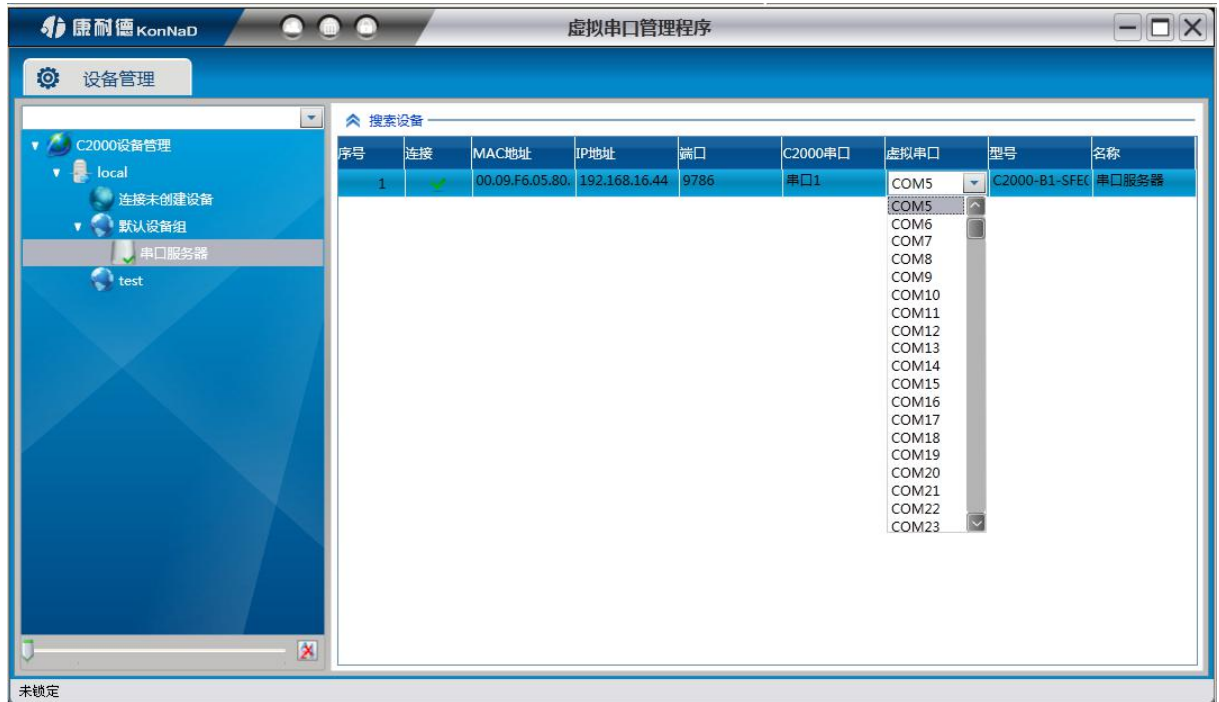 康耐德 KonNaD 虚拟串口管理程序
设备管理
C2000设备管理
local
连接未创建设备
默认设备组
串口服务器
test
搜索设备
序号 连接 MAC地址 IP地址 端口 C2000串口 虚拟串口 型号 名称
1 00.09.F6.05.80. 192.168.16.44 9786 串口1 COM5 C2000-B1-SFE( 串口服务器
COM5
COM6
COM7
COM8
COM9
COM10
COM11
COM12
COM13
COM14
COM15
COM16
COM17
COM18
COM19
COM20
COM21
COM22
COM23
未锁定